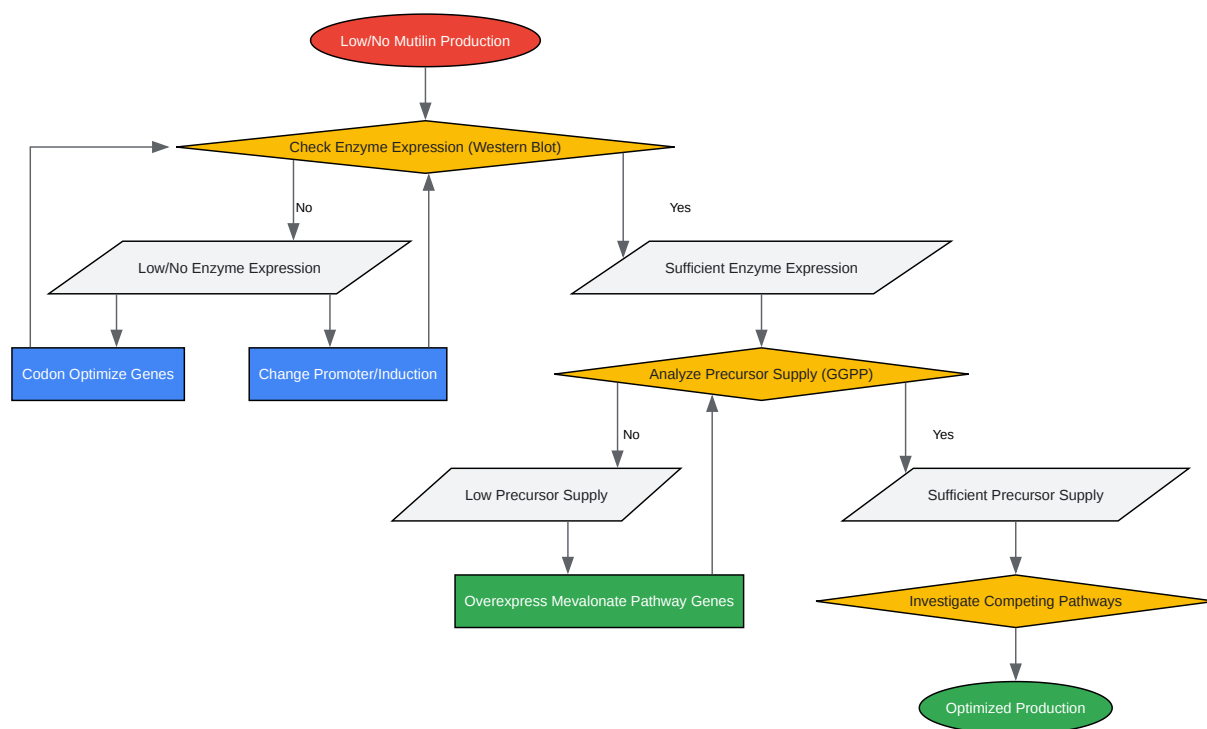 Low/No Mutilin Production
Check Enzyme Expression (Western Blot)
No
Yes
Low/No Enzyme Expression
Sufficient Enzyme Expression
Codon Optimize Genes
Change Promoter/Induction
Analyze Precursor Supply (GGPP)
No
Yes
Low Precursor Supply
Sufficient Precursor Supply
Overexpress Mevalonate Pathway Genes
Investigate Competing Pathways
Optimized Production